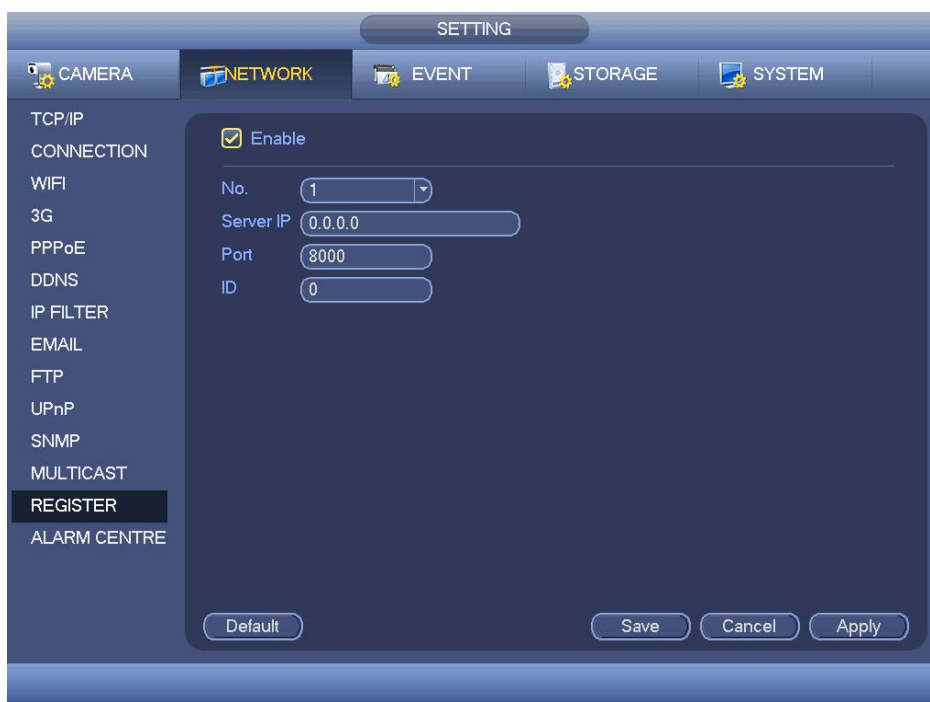 SETTING
CAMERA NETWORK EVENT STORAGE SYSTEM
TCP/IP
CONNECTION
WIFI
3G
PPPoE
DDNS
IP FILTER
EMAIL
FTP
UPnP
SNMP
MULTICAST
REGISTER
ALARM CENTRE
Enable
No. 1
Server IP 0.0.0.0
Port 8000
ID 0
Default Save Cancel Apply